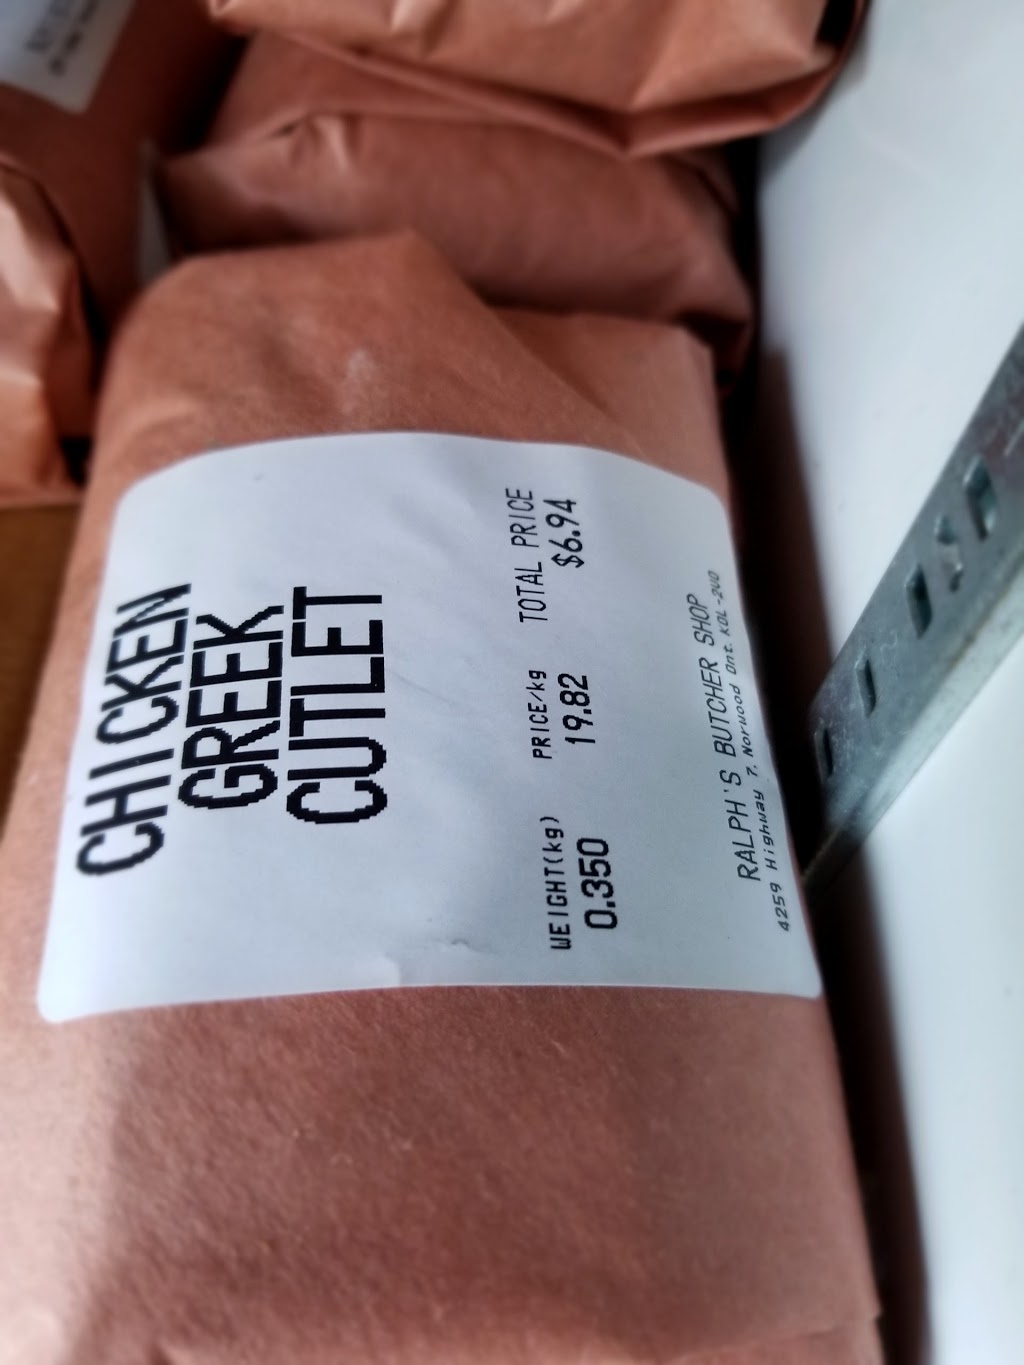 CHICKEN
GREEK
CUTLET
WEIGHT(kg) PRICE/kg TOTAL PRICE
0.350 19.82 $6.94
RALPH'S BUTCHER SHOP
4259 Highway 7, Norwood Ont. KOL-2V0